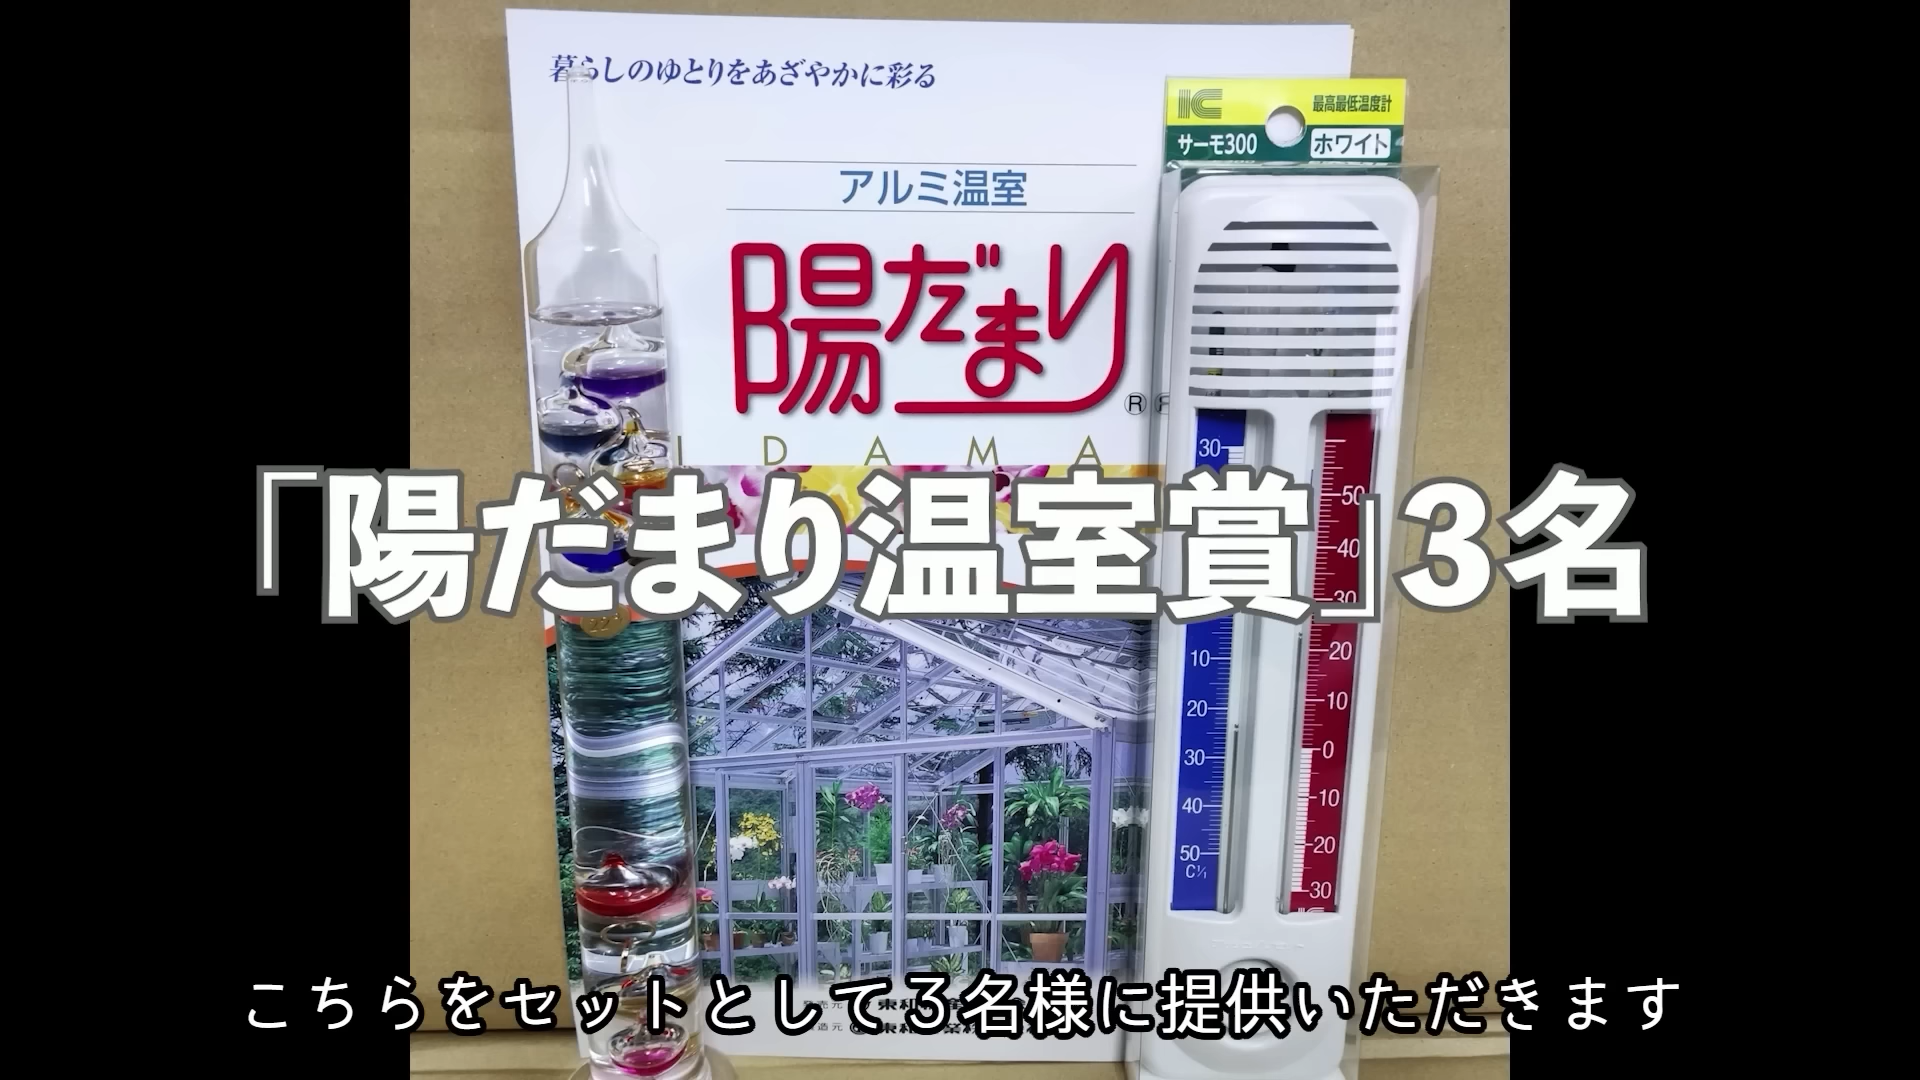 暮らしのゆとりをあざやかに彩る
アルミ温室
陽だまり
®
IDAMA
IC
最高最低温度計
サーモ300
ホワイト
「陽だまり温室賞」3名
30
10
20
30
40
50
C 1/1
50
40
30
20
10
0
10
20
30
22
こちらをセットとして３名様に提供いただきます